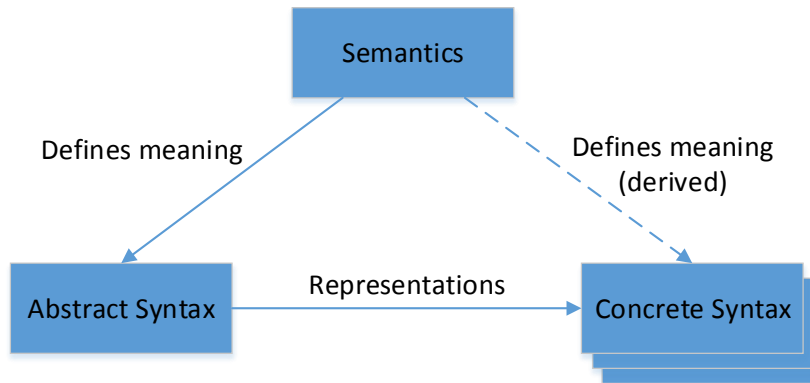 Semantics
Defines meaning
Defines meaning
(derived)
Representations
Abstract Syntax
Concrete Syntax